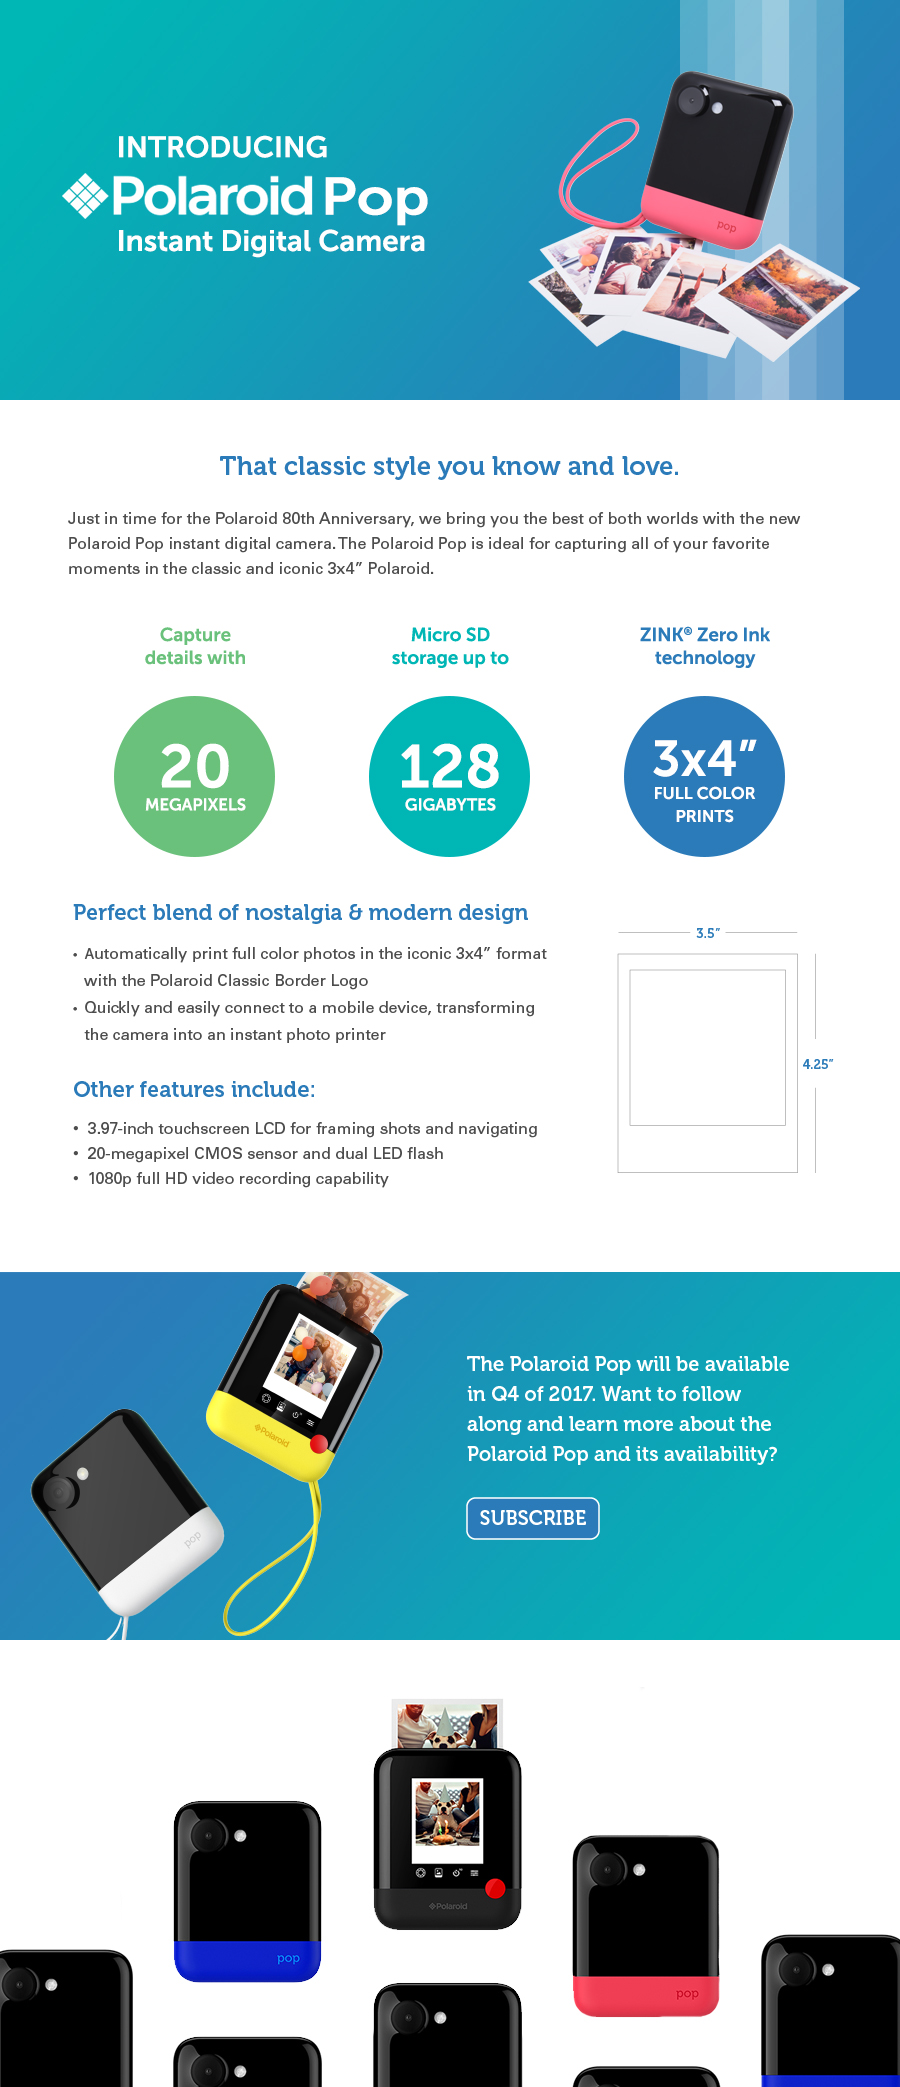 INTRODUCING
Polaroid Pop
Instant Digital Camera
pop
That classic style you know and love.
Just in time for the Polaroid 80th Anniversary, we bring you the best of both worlds with the new
Polaroid Pop instant digital camera. The Polaroid Pop is ideal for capturing all of your favorite
moments in the classic and iconic 3x4” Polaroid.
Capture
details with
20
MEGAPIXELS
Micro SD
storage up to
128
GIGABYTES
ZINK® Zero Ink
technology
3x4”
FULL COLOR
PRINTS
Perfect blend of nostalgia & modern design
• Automatically print full color photos in the iconic 3x4” format
with the Polaroid Classic Border Logo
• Quickly and easily connect to a mobile device, transforming
the camera into an instant photo printer
3.5”
4.25”
Other features include:
• 3.97-inch touchscreen LCD for framing shots and navigating
• 20-megapixel CMOS sensor and dual LED flash
• 1080p full HD video recording capability
Polaroid
pop
The Polaroid Pop will be available
in Q4 of 2017. Want to follow
along and learn more about the
Polaroid Pop and its availability?
SUBSCRIBE
Polaroid
pop
pop